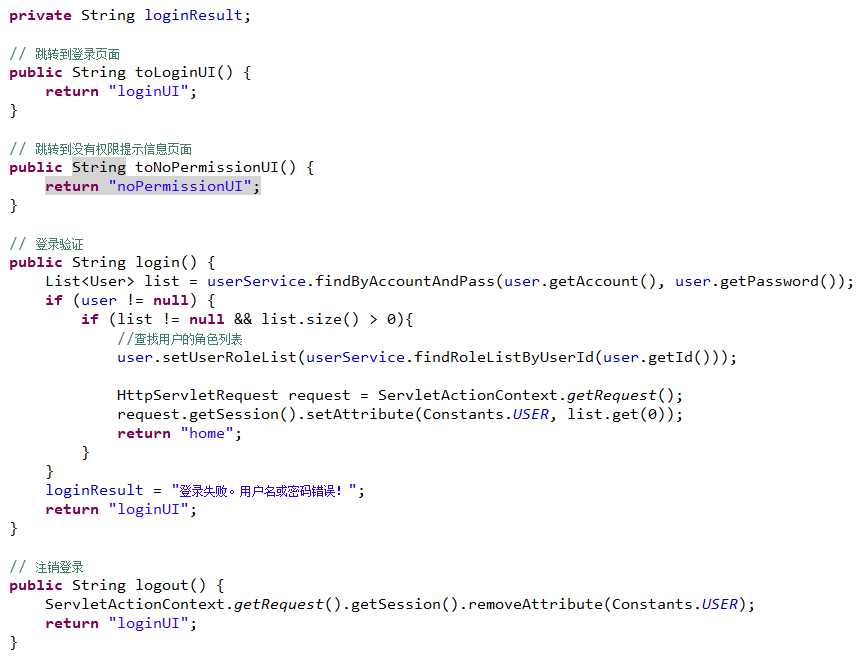 private String loginResult;
// 跳转到登录页面
public String toLoginUI() {
    return "loginUI";
}
// 跳转到没有权限提示信息页面
public String toNoPermissionUI() {
    return "noPermissionUI";
}
// 登录验证
public String login() {
    List<User> list = userService.findByAccountAndPass(user.getAccount(), user.getPassword());
    if (user != null) {
        if (list != null && list.size() > 0){
            //查找用户的角色列表
            user.setUserRoleList(userService.findRoleListByUserId(user.getId()));
            HttpServletRequest request = ServletActionContext.getRequest();
            request.getSession().setAttribute(Constants.USER, list.get(0));
            return "home";
        }
    }
    loginResult = "登录失败。用户名或密码错误！";
    return "loginUI";
}
// 注销登录
public String logout() {
    ServletActionContext.getRequest().getSession().removeAttribute(Constants.USER);
    return "loginUI";
}